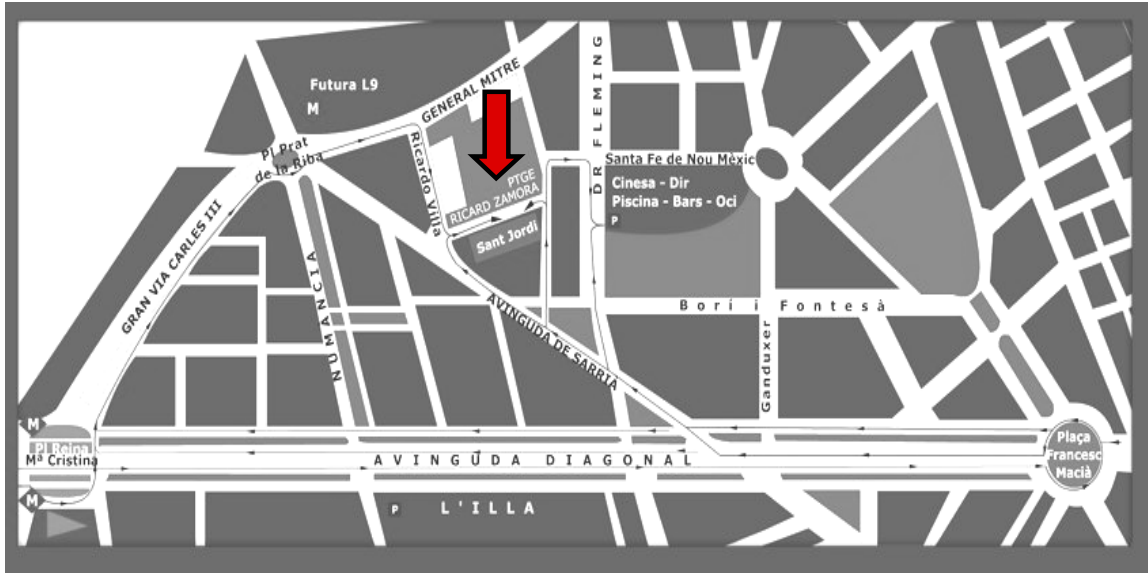 Futura L9
M
GENERAL MITRE
DR FLEMING
Pl Prat
de la Riba
Ricardo Villa
PTGE
RICARD ZAMORA
Sant Jordi
Santa Fe de Nou Mèxic
Cinesa - Dir
Piscina - Bars - Oci
P
GRAN VIA CARLES III
NUMANCIA
AVINGUDA DE SARRIÀ
Borí i Fontesà
Ganduxer
M
Pl Reina
Mª Cristina
M
AVINGUDA DIAGONAL
Plaça
Francesc
Macià
P
L'ILLA